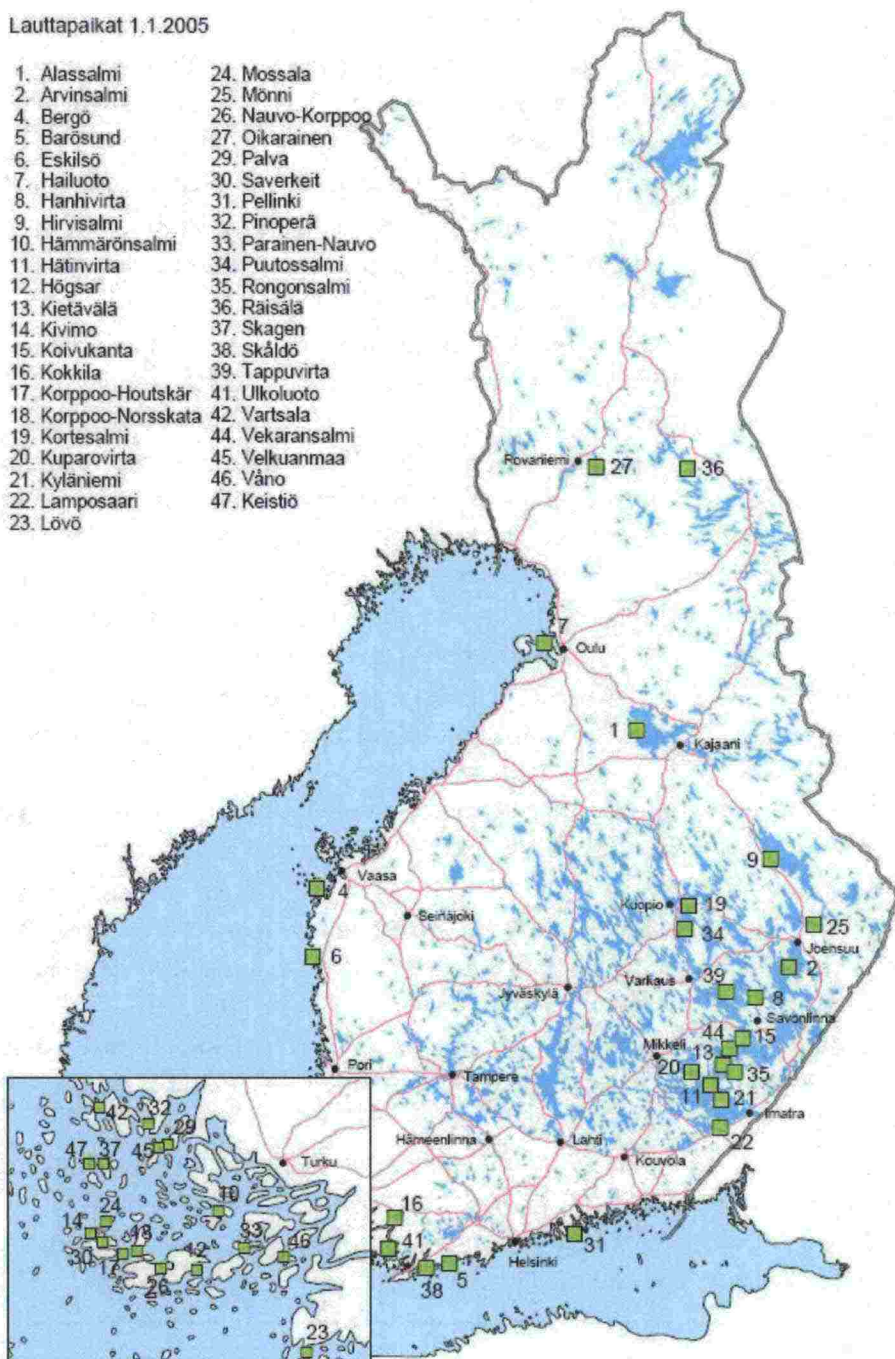 Lauttapaikat 1.1.2005
1. Alassalmi
2. Arvinsalmi
4. Bergö
5. Barösund
6. Eskilsö
7. Hailuoto
8. Hanhivirta
9. Hirvisalmi
10. Hämmärönsalmi
11. Hätinvirta
12. Högsar
13. Kietävälä
14. Kivimo
15. Koivukanta
16. Kokkila
17. Korppoo-Houtskär
18. Korppoo-Norsskata
19. Kortesalmi
20. Kuparovirta
21. Kyläniemi
22. Lamposaari
23. Lövö
24. Mossala
25. Mönni
26. Nauvo-Korppoo
27. Oikarainen
29. Palva
30. Saverkeit
31. Pellinki
32. Pinoperä
33. Parainen-Nauvo
34. Puutossalmi
35. Rongonsalmi
36. Räisälä
37. Skagen
38. Skåldö
39. Tappuvirta
41. Ulkoluoto
42. Vartsala
44. Vekaransalmi
45. Velkuanmaa
46. Våno
47. Keistiö
Rovaniemi 27 36
7
Oulu
1
Kajaani
9
Vaasa
4
Kuopio 19
Seinäjoki
25
34
Joensuu
6
2
Varkaus 39
Jyväskylä
8
Savonlinna
44 15
Mikkeli
13
Pori
20 35
Tampere
11 21
Imatra
22
Hämeenlinna Lahti
Kouvola
16
31
41
Helsinki
38 5
42 32
29
45
47 37
Turku
10
24
14
18 33
46
30 17 12
26
23